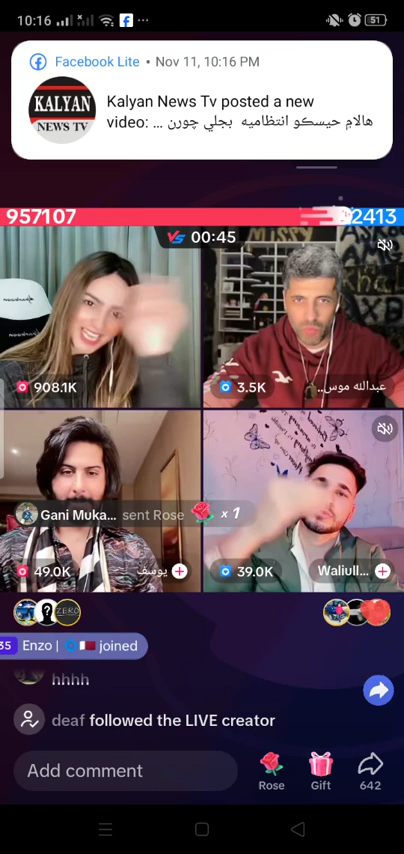 10:16
51
Facebook Lite • Nov 11, 10:16 PM
KALYAN
NEWS TV
Kalyan News Tv posted a new
video: ... هالامِ حيسڪو انتظاميه بجلي چورن
957107
2413
VS 00:45
MISSY
908.1K
3.5K
عبدالله موس..
Gani Muka... sent Rose x 1
49.0K
يوسف
39.0K
Waliull...
ZERO
35 Enzo | joined
hhhh
deaf followed the LIVE creator
Add comment
Rose
Gift
642